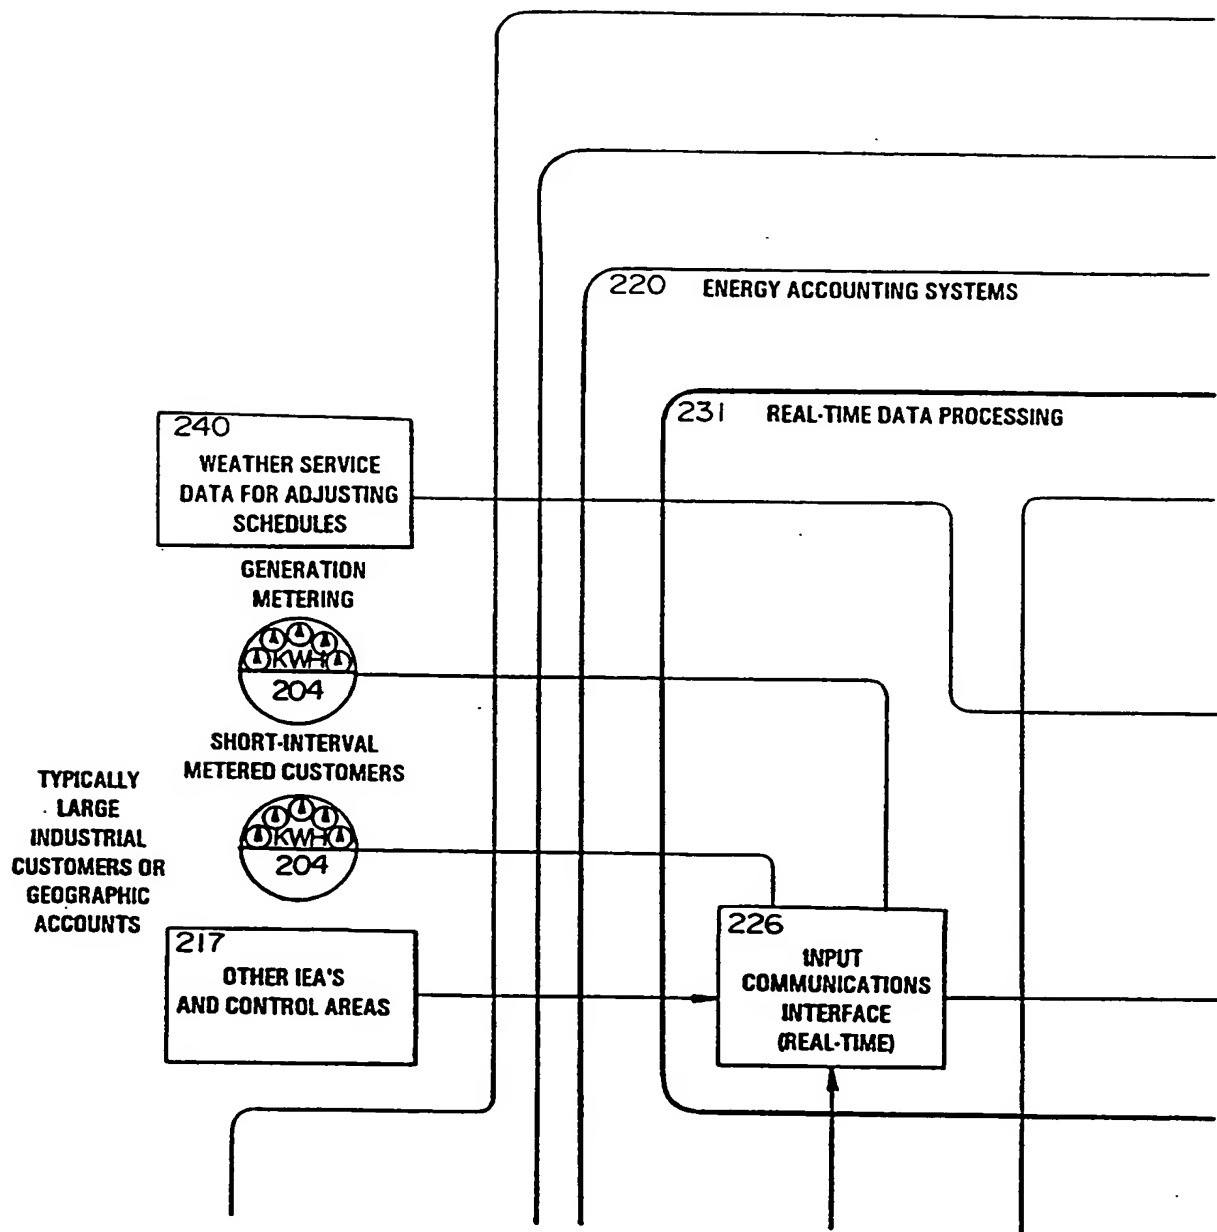 220 ENERGY ACCOUNTING SYSTEMS
231 REAL-TIME DATA PROCESSING
240
WEATHER SERVICE
DATA FOR ADJUSTING
SCHEDULES
GENERATION
METERING
KWH
204
SHORT-INTERVAL
METERED CUSTOMERS
TYPICALLY
LARGE
INDUSTRIAL
CUSTOMERS OR
GEOGRAPHIC
ACCOUNTS
KWH
204
217
OTHER IEA'S
AND CONTROL AREAS
226
INPUT
COMMUNICATIONS
INTERFACE
(REAL-TIME)